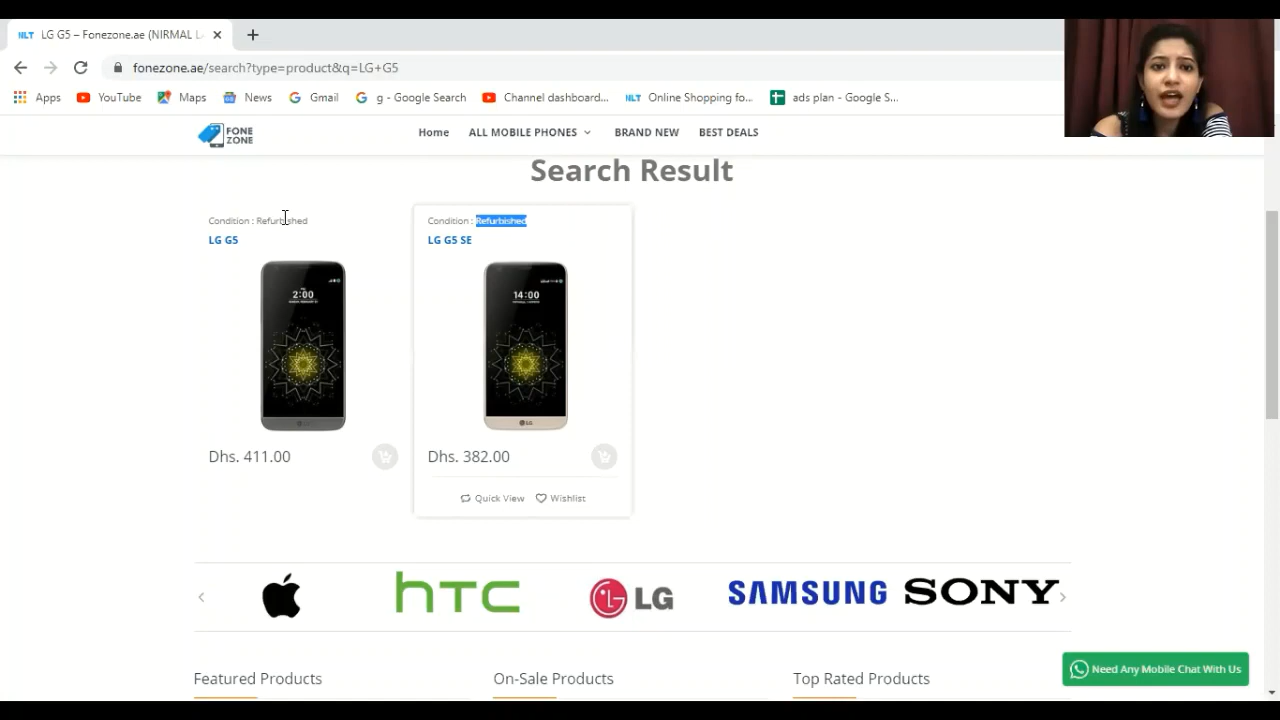 NLT LG G5 – Fonezone.ae (NIRMAL L
fonezone.ae/search?type=product&q=LG+G5
Apps YouTube Maps News Gmail g - Google Search Channel dashboard... NLT Online Shopping fo... ads plan - Google S...
FONE
ZONE
Home ALL MOBILE PHONES BRAND NEW BEST DEALS
Search Result
Condition : Refurbished
LG G5
2:00
Dhs. 411.00
Condition : Refurbished
LG G5 SE
14:00
LG
Dhs. 382.00
Quick View Wishlist
hTC LG SAMSUNG SONY
Featured Products On-Sale Products Top Rated Products
Need Any Mobile Chat With Us